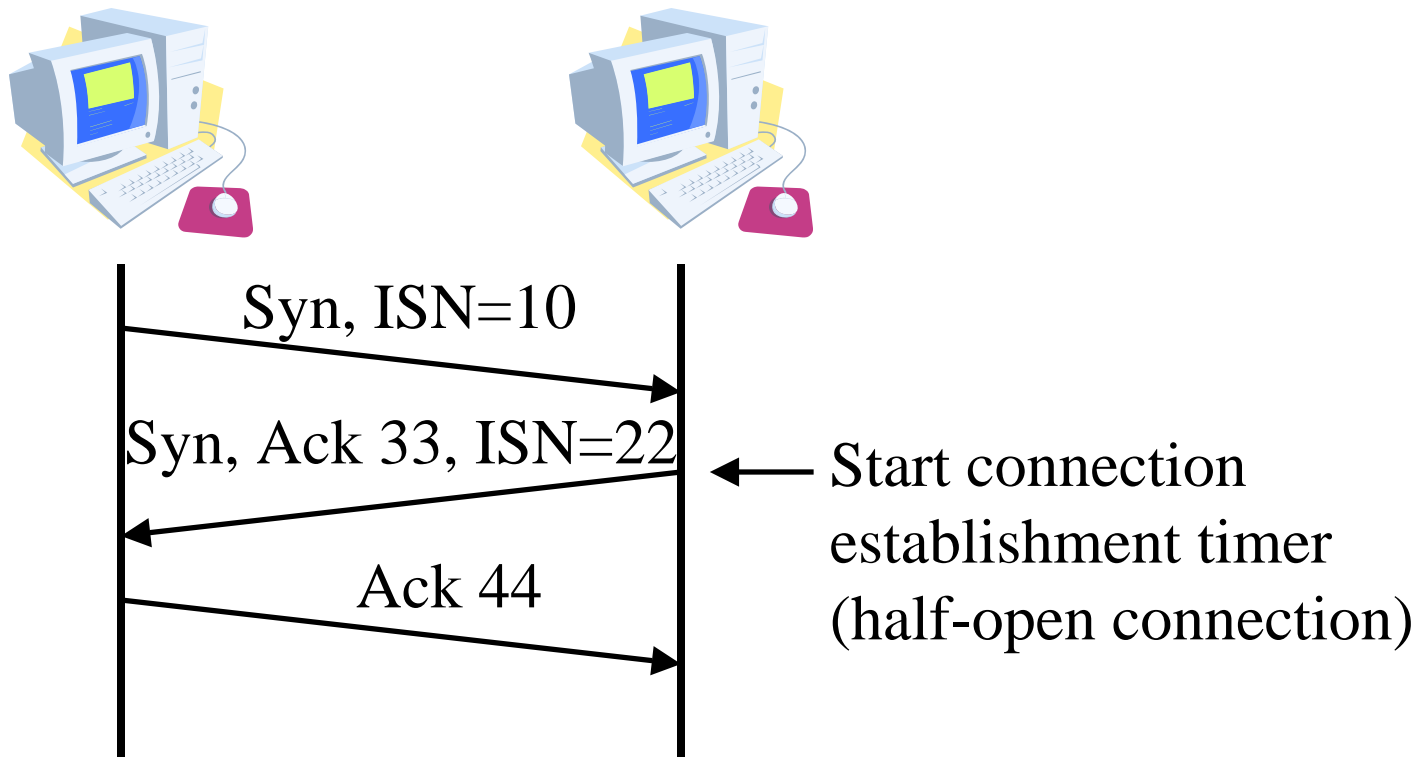 Syn, ISN=10
Syn, Ack 33, ISN=22
Start connection
establishment timer
(half-open connection)
Ack 44